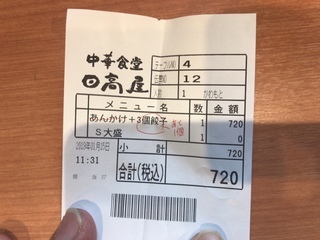 中華食堂
日高屋
テーブルNo 4
伝票No 12
人数 1 かわもと
メニュー名 数 金額
あんかけ+3個餃子 1 720
S大盛 1 0
小計 720
11:31
合計(税込) 720